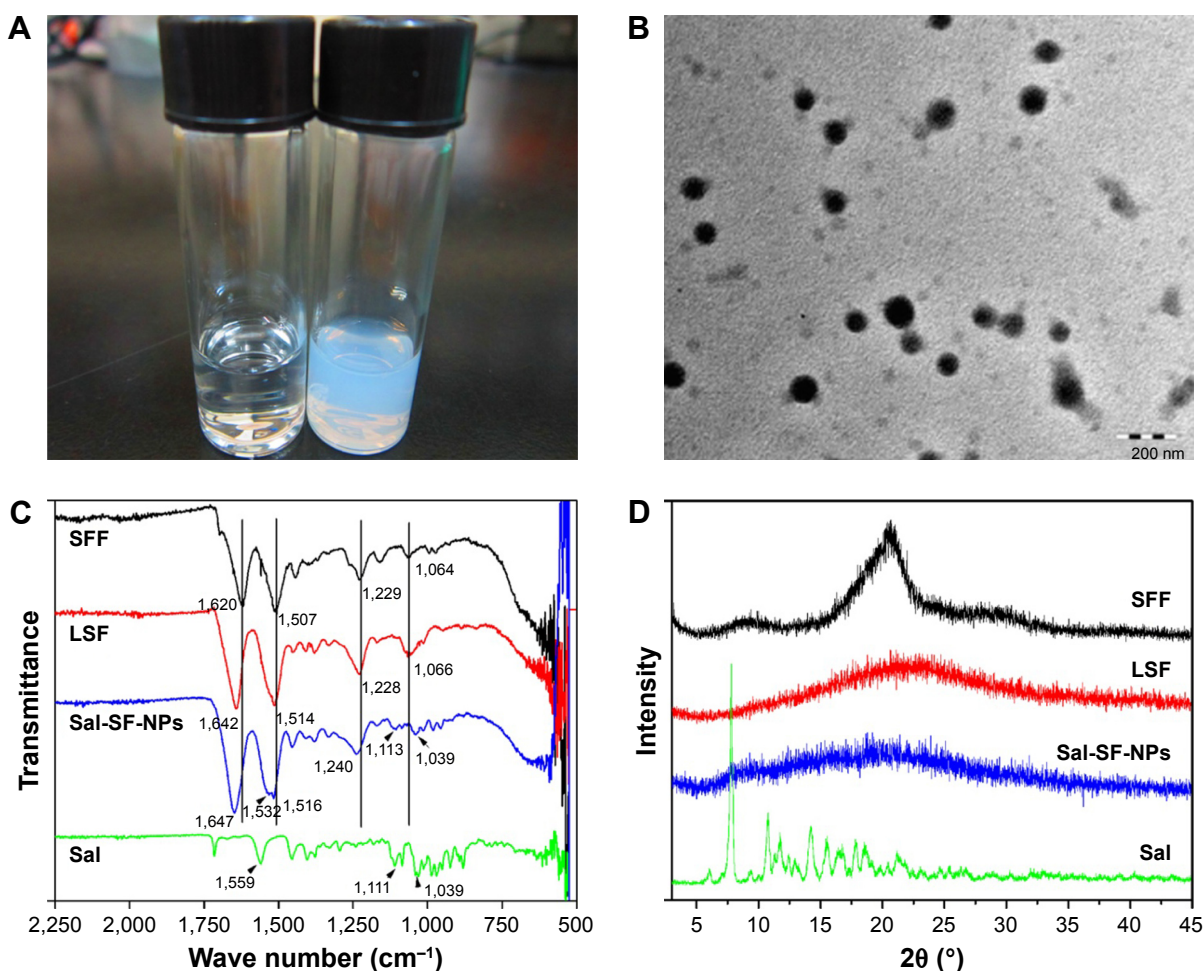 A
B
200 nm
C
SFF
1,620
1,507
1,229
1,064
LSF
1,642
1,514
1,228
1,066
Sal-SF-NPs
1,647
1,532
1,516
1,240
1,113
1,039
Sal
1,559
1,111
1,039
Transmittance
2,250 2,000 1,750 1,500 1,250 1,000 750 500
Wave number (cm⁻¹)
D
SFF
LSF
Sal-SF-NPs
Sal
Intensity
5 10 15 20 25 30 35 40 45
2θ (°)